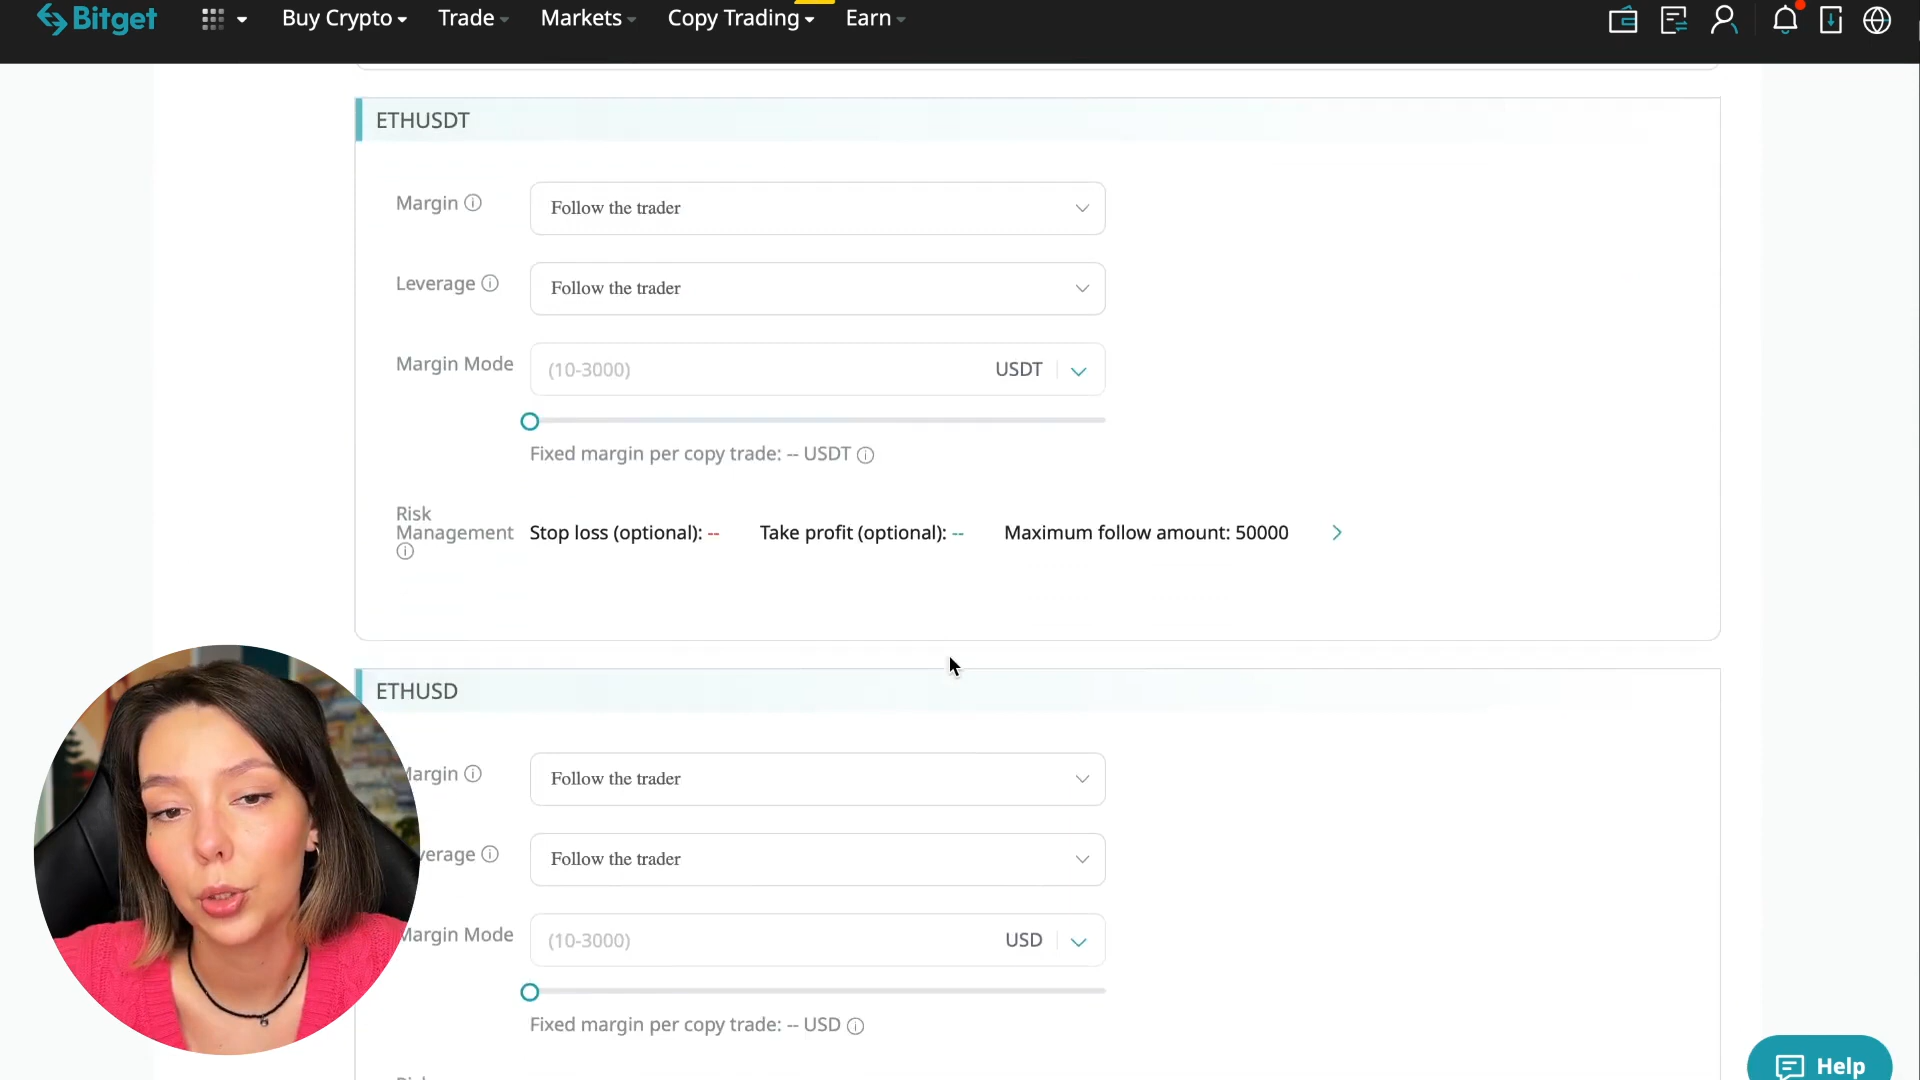 Bitget
Buy Crypto
Trade
Markets
Copy Trading
Earn
ETHUSDT
Margin
Follow the trader
Leverage
Follow the trader
Margin Mode
(10-3000)
USDT
Fixed margin per copy trade: -- USDT
Risk
Management
Stop loss (optional): --
Take profit (optional): --
Maximum follow amount: 50000
ETHUSD
Margin
Follow the trader
verage
Follow the trader
Margin Mode
(10-3000)
USD
Fixed margin per copy trade: -- USD
Help